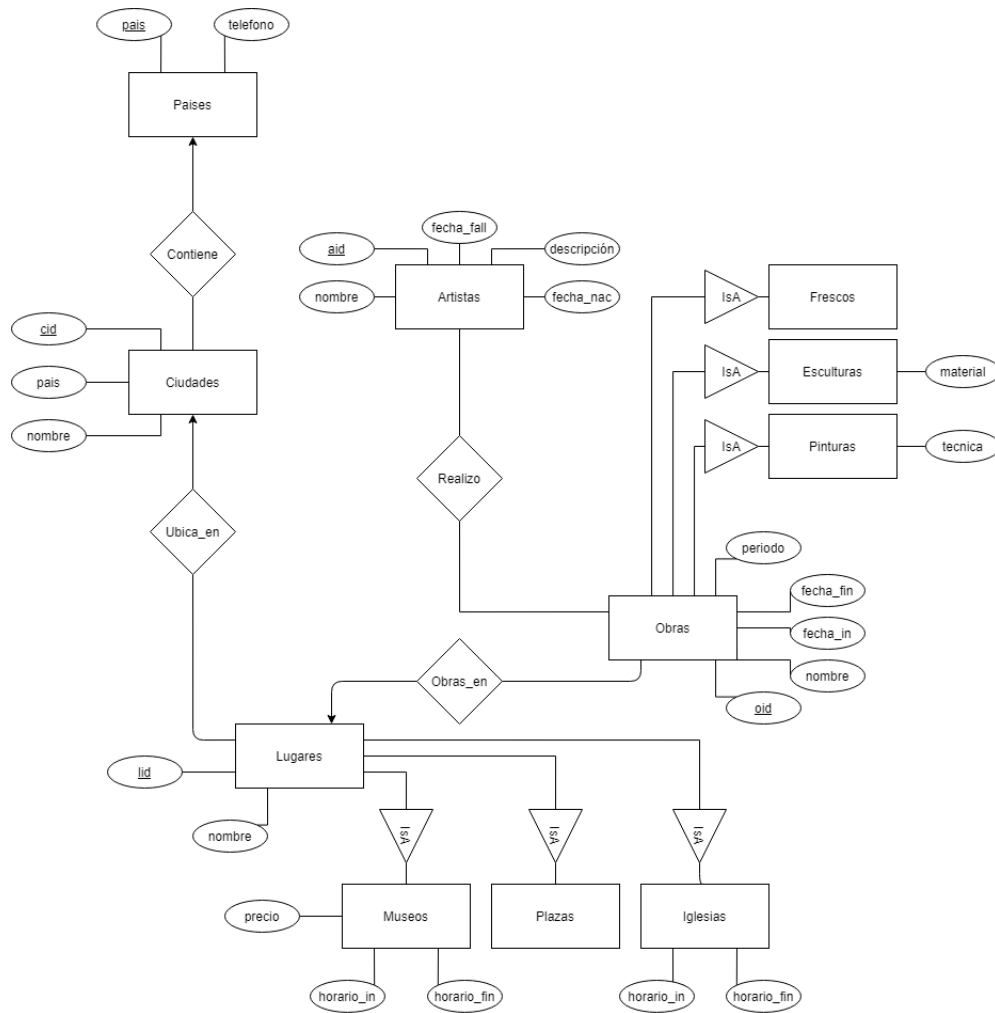 pais
telefono
Paises
Contiene
cid
pais
nombre
Ciudades
Ubica_en
fecha_fall
aid
descripción
nombre
Artistas
fecha_nac
Realizo
IsA
Frescos
IsA
Esculturas
material
IsA
Pinturas
tecnica
periodo
fecha_fin
Obras
fecha_in
nombre
oid
Obras_en
Lugares
lid
nombre
IsA
IsA
IsA
precio
Museos
Plazas
Iglesias
horario_in
horario_fin
horario_in
horario_fin